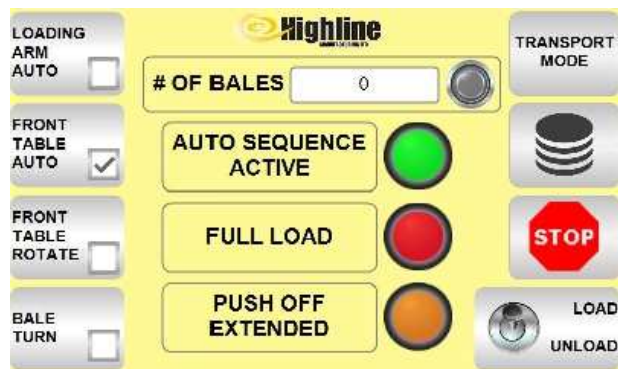 LOADING
ARM
AUTO
Highline
TRANSPORT
MODE
# OF BALES
0
FRONT
TABLE
AUTO
AUTO SEQUENCE
ACTIVE
FRONT
TABLE
ROTATE
FULL LOAD
STOP
BALE
TURN
PUSH OFF
EXTENDED
LOAD
UNLOAD